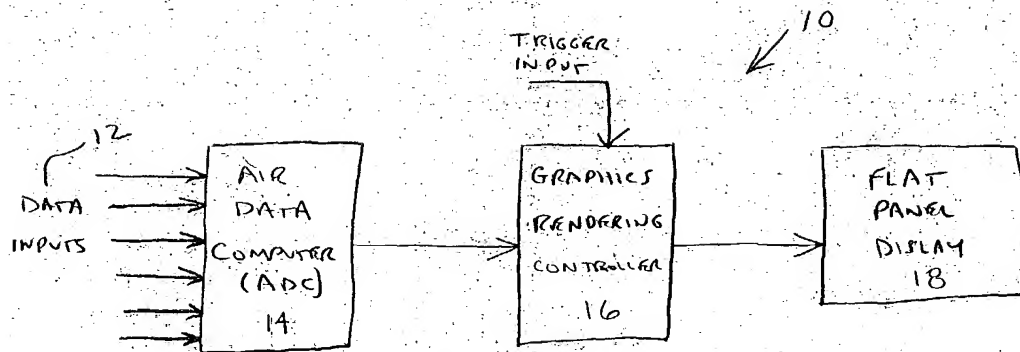 10
TRIGGER
INPUT
12
DATA
INPUTS
AIR
DATA
COMPUTER
(ADC)
14
GRAPHICS
RENDERING
CONTROLLER
16
FLAT
PANEL
DISLAY
18